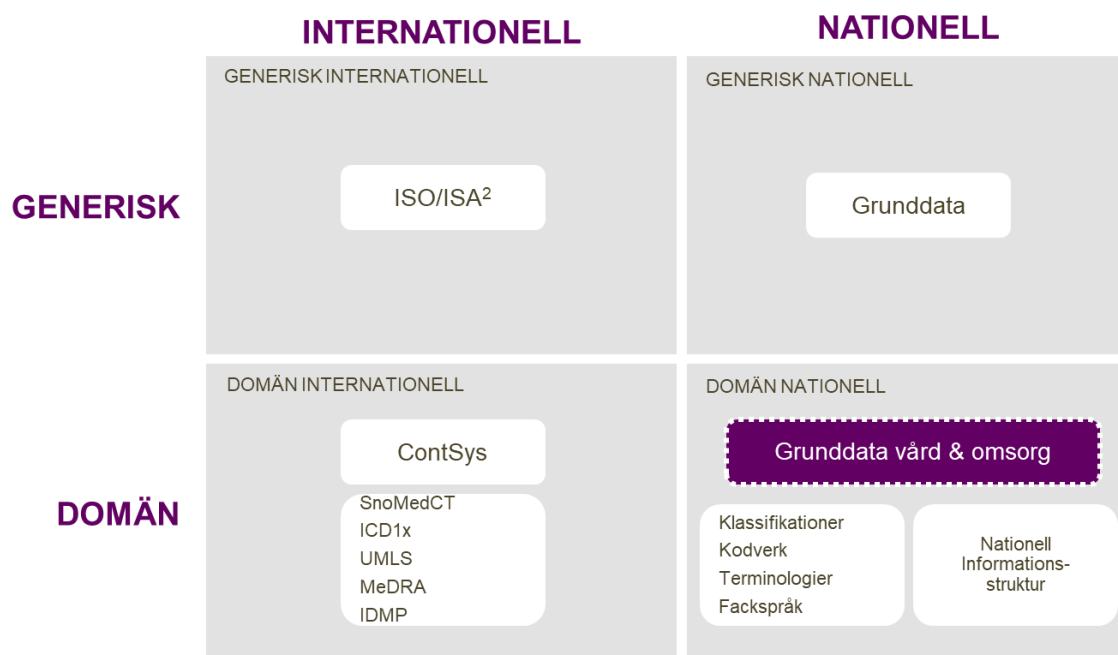 INTERNATIONELL
NATIONELL
GENERISK INTERNATIONELL
GENERISK NATIONELL
GENERISK
ISO/ISA²
Grunddata
DOMÄN INTERNATIONELL
DOMÄN NATIONELL
DOMÄN
ContSys
SnoMedCT
ICD1x
UMLS
MeDRA
IDMP
Grunddata vård & omsorg
Klassifikationer
Kodverk
Terminologier
Fackspråk
Nationell
Informations-
struktur